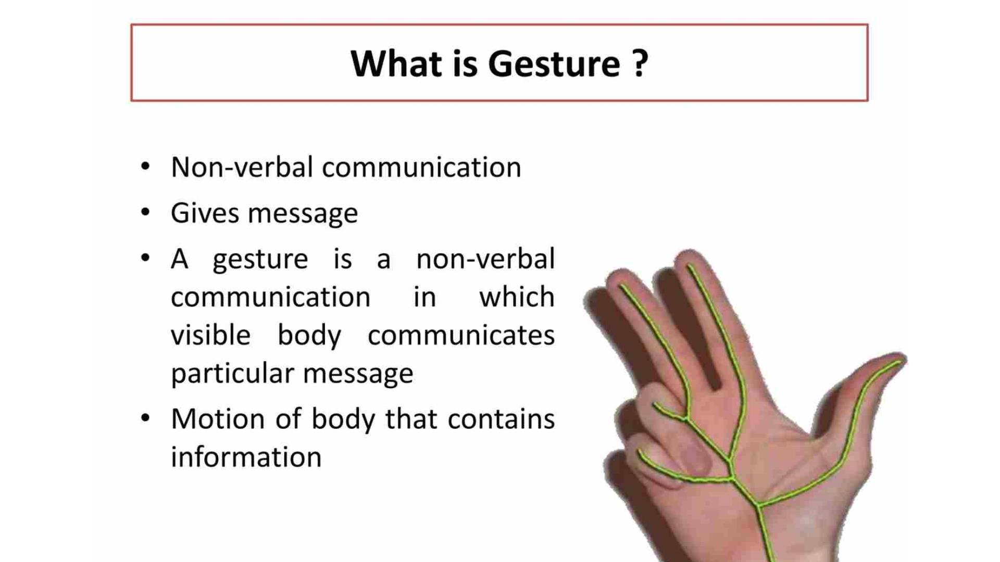 What is Gesture ?
• Non-verbal communication
• Gives message
• A gesture is a non-verbal
communication in which
visible body communicates
particular message
• Motion of body that contains
information